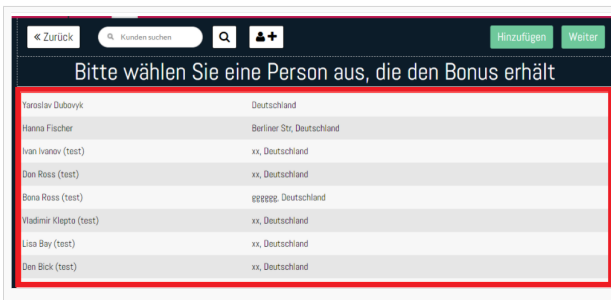 « Zurück Kunden suchen Hinzufügen Weiter
Bitte wählen Sie eine Person aus, die den Bonus erhält
Yaroslav Dubovyk Deutschland
Hanna Fischer Berliner Str, Deutschland
Ivan Ivanov (test) xx, Deutschland
Don Ross (test) xx, Deutschland
Bona Ross (test) gggggg, Deutschland
Vladimir Klepto (test) xx, Deutschland
Lisa Bay (test) xx, Deutschland
Den Bick (test) xx, Deutschland